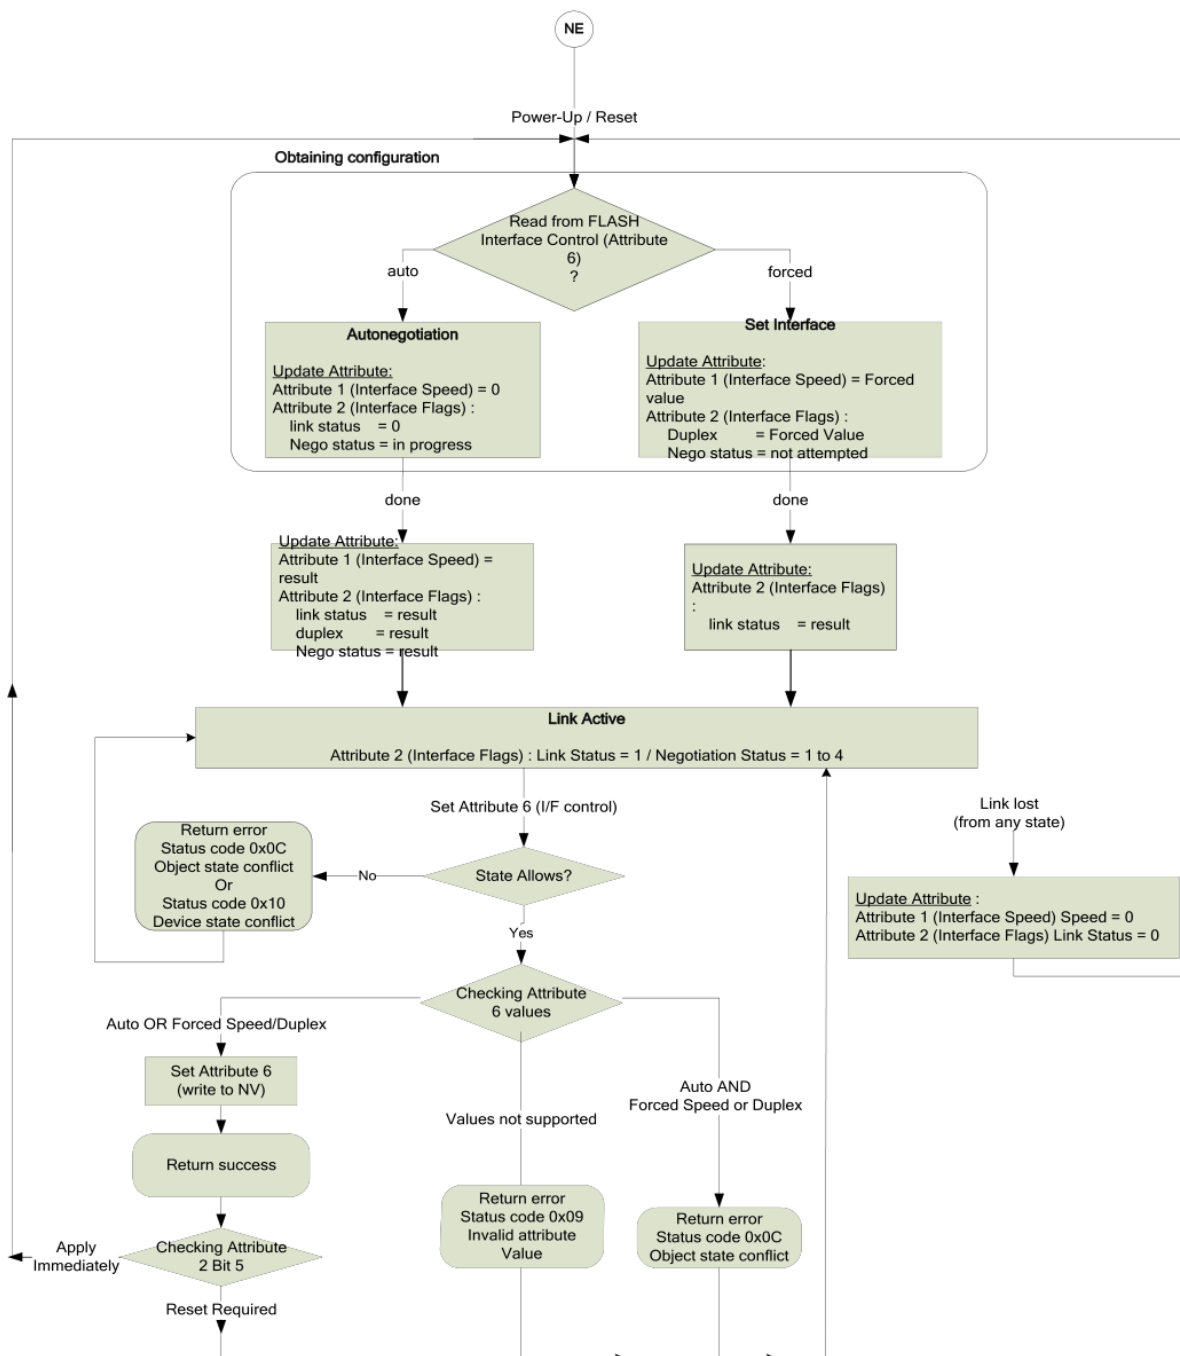 NE
Power-Up / Reset
Obtaining configuration
Read from FLASH
Interface Control (Attribute
6)
?
auto
forced
Autonegotiation
Update Attribute:
Attribute 1 (Interface Speed) = 0
Attribute 2 (Interface Flags) :
link status = 0
Nego status = in progress
Set Interface
Update Attribute:
Attribute 1 (Interface Speed) = Forced
value
Attribute 2 (Interface Flags) :
Duplex = Forced Value
Nego status = not attempted
done
done
Update Attribute:
Attribute 1 (Interface Speed) =
result
Attribute 2 (Interface Flags) :
link status = result
duplex = result
Nego status = result
Update Attribute:
Attribute 2 (Interface Flags)
:
link status = result
Link Active
Attribute 2 (Interface Flags) : Link Status = 1 / Negotiation Status = 1 to 4
Set Attribute 6 (I/F control)
Link lost
(from any state)
Return error
Status code 0x0C
Object state conflict
Or
Status code 0x10
Device state conflict
No
State Allows?
Yes
Update Attribute :
Attribute 1 (Interface Speed) Speed = 0
Attribute 2 (Interface Flags) Link Status = 0
Checking Attribute
6 values
Auto OR Forced Speed/Duplex
Set Attribute 6
(write to NV)
Values not supported
Auto AND
Forced Speed or Duplex
Return success
Return error
Status code 0x09
Invalid attribute
Value
Return error
Status code 0x0C
Object state conflict
Apply
Immediately
Checking Attribute
2 Bit 5
Reset Required